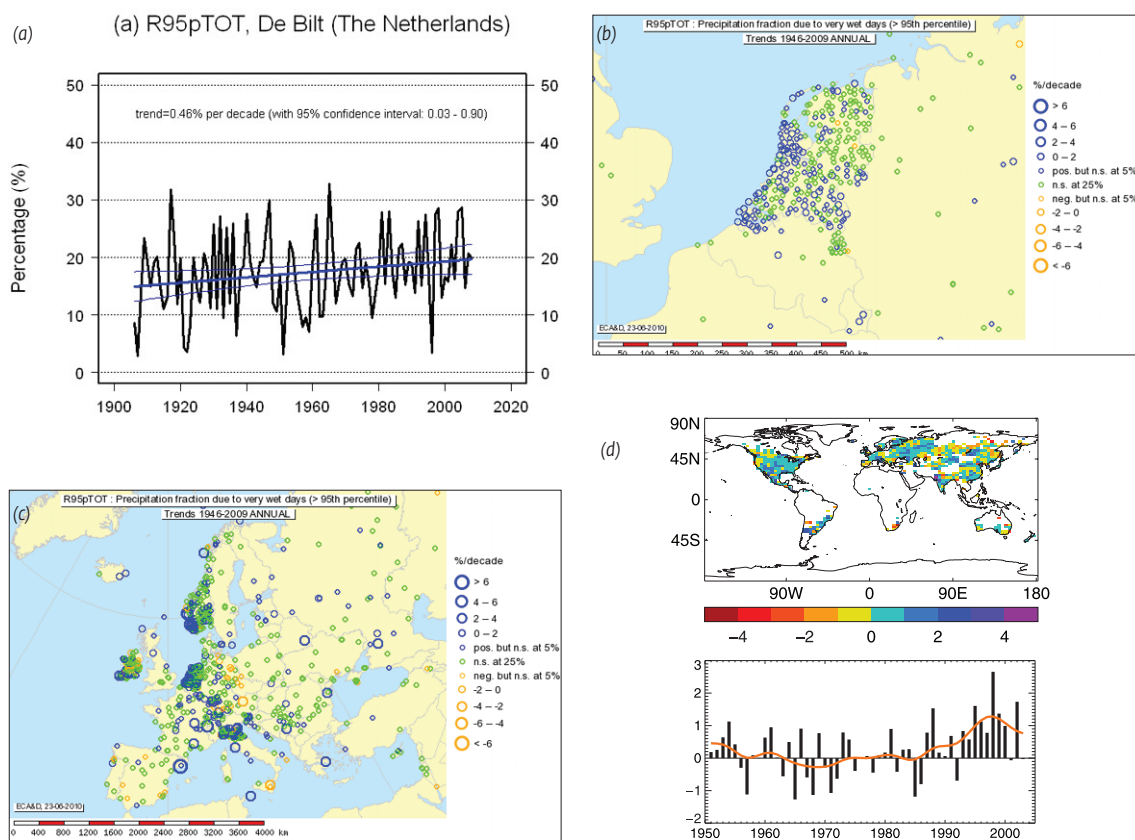 (a)
(a) R95pTOT, De Bilt (The Netherlands)
Percentage (%)
50
40
30
20
10
0
trend=0.46% per decade (with 95% confidence interval: 0.03 - 0.90)
50
40
30
20
10
0
1900 1920 1940 1960 1980 2000 2020
(b)
R95pTOT : Precipitation fraction due to very wet days (> 95th percentile)
Trends 1946-2009 ANNUAL
%/decade
> 6
4 – 6
2 – 4
0 – 2
pos. but n.s. at 5%
n.s. at 25%
neg. but n.s. at 5%
-2 – 0
-4 – -2
-6 – -4
< -6
ECA&D, 23-06-2010
0 50 100 150 200 250 300 350 400 450 500 km
(c)
R95pTOT : Precipitation fraction due to very wet days (> 95th percentile)
Trends 1946-2009 ANNUAL
%/decade
> 6
4 – 6
2 – 4
0 – 2
pos. but n.s. at 5%
n.s. at 25%
neg. but n.s. at 5%
-2 – 0
-4 – -2
-6 – -4
< -6
ECA&D, 23-06-2010
0 400 800 1200 1600 2000 2400 2800 3200 3600 4000 km
(d)
90N
45N
0
45S
90W 0 90E 180
−4 −2 0 2 4
3
2
1
0
-1
−2
1950 1960 1970 1980 1990 2000